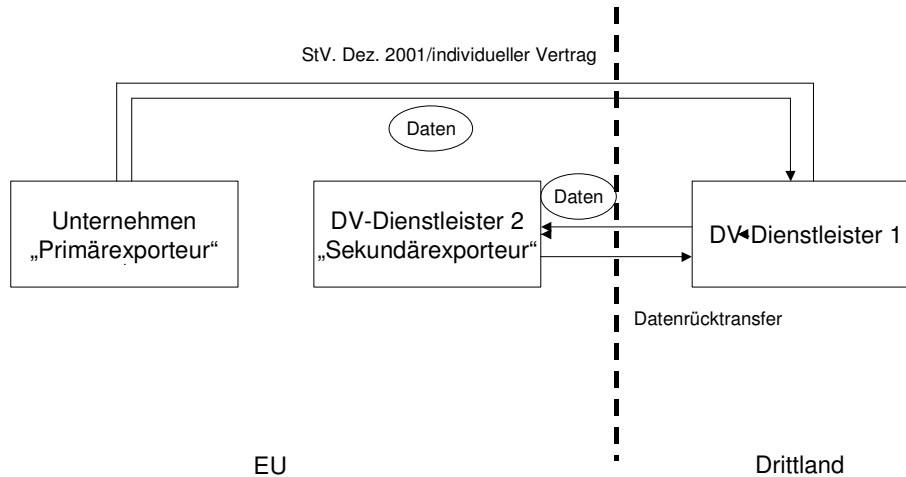 StV. Dez. 2001/individueller Vertrag
Daten
Unternehmen
„Primärexporteur“
DV-Dienstleister 2
„Sekundärexporteur“
Daten
DV-Dienstleister 1
Datenrücktransfer
EU
Drittland